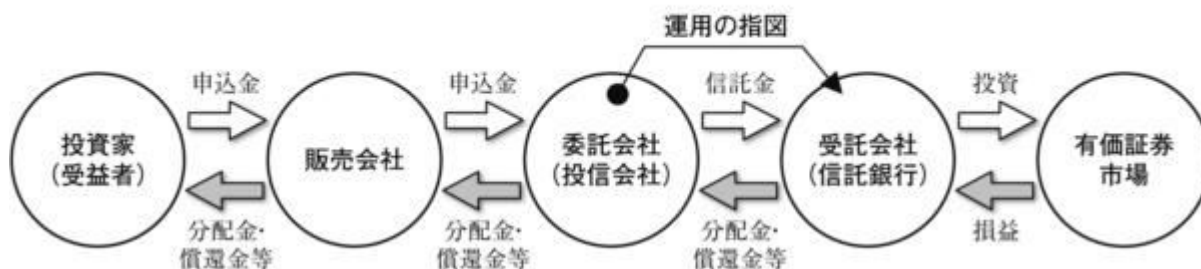 運用の指図
申込金
申込金
信託金
投資
投資家
(受益者)
販売会社
委託会社
(投信会社)
受託会社
(信託銀行)
有価証券
市場
分配金・
償還金等
分配金・
償還金等
分配金・
償還金等
損益